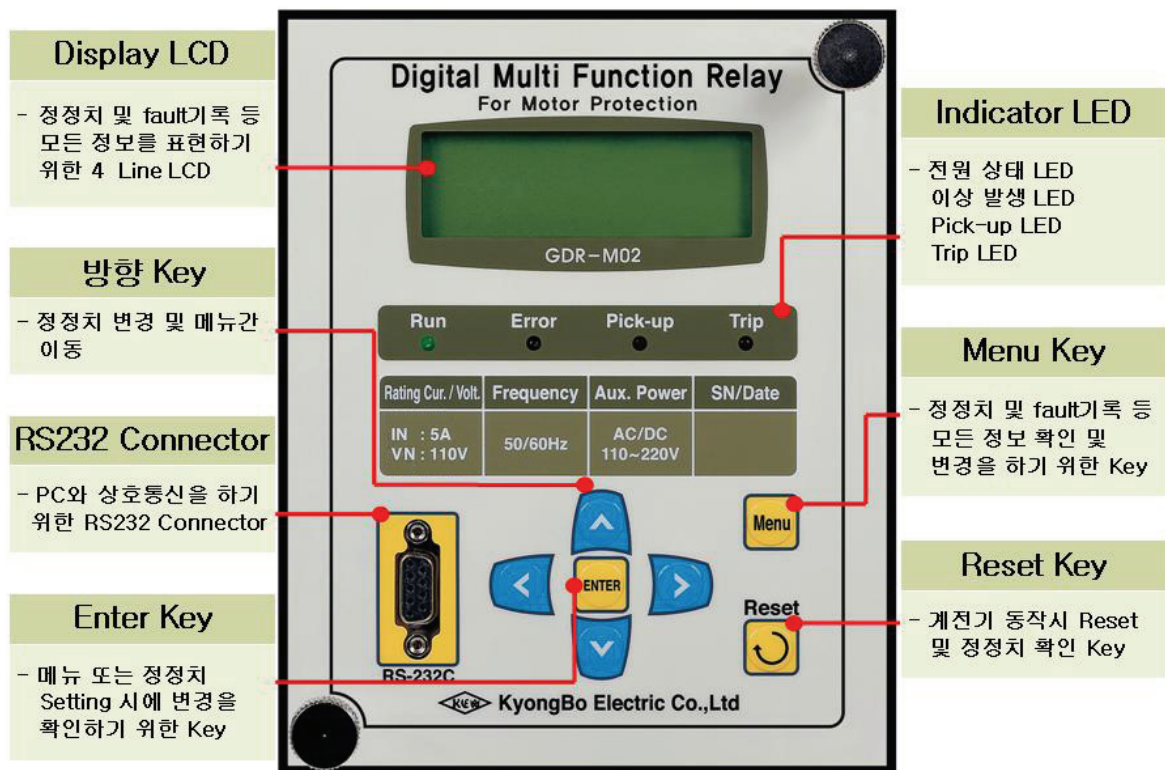 Display LCD
- 정정치 및 fault기록 등
모든 정보를 표현하기
위한 4 Line LCD
방향 Key
- 정정치 변경 및 메뉴간
이동
RS232 Connector
- PC와 상호통신을 하기
위한 RS232 Connector
Enter Key
- 메뉴 또는 정정치
Setting 시에 변경을
확인하기 위한 Key
Digital Multi Function Relay
For Motor Protection
GDR-M02
Run Error Pick-up Trip
Rating Cur. / Volt. Frequency Aux. Power SN/Date
IN : 5A
VN : 110V
50/60Hz
AC/DC
110~220V
Menu
ENTER
Reset
RS-232C
KEW KyongBo Electric Co.,Ltd
Indicator LED
- 전원 상태 LED
이상 발생 LED
Pick-up LED
Trip LED
Menu Key
- 정정치 및 fault기록 등
모든 정보 확인 및
변경을 하기 위한 Key
Reset Key
- 계전기 동작시 Reset
및 정정치 확인 Key